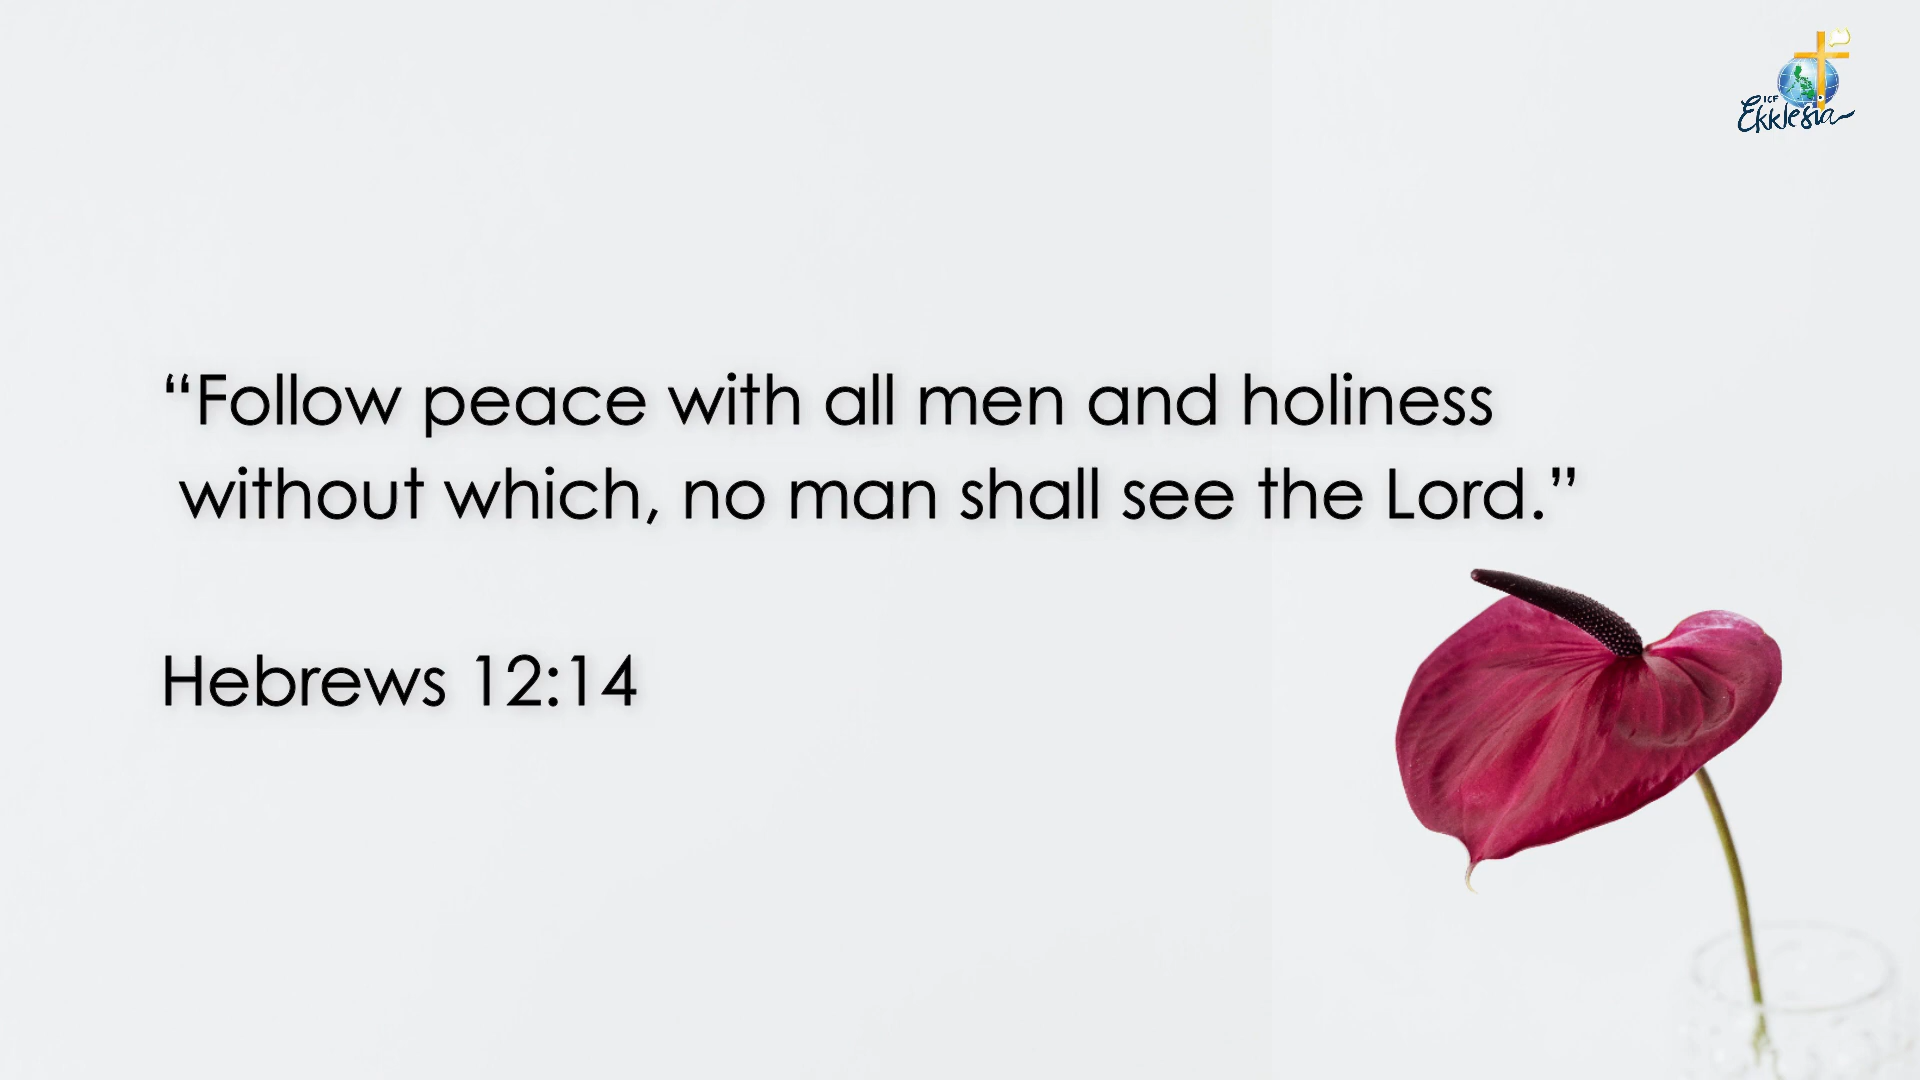 ICF
Ekklesia
“Follow peace with all men and holiness
without which, no man shall see the Lord.”
Hebrews 12:14